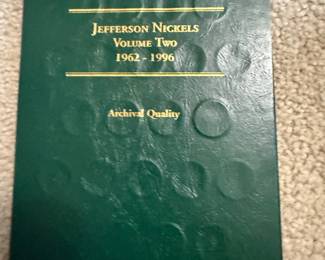 JEFFERSON NICKELS
VOLUME TWO
1962 - 1996
Archival Quality